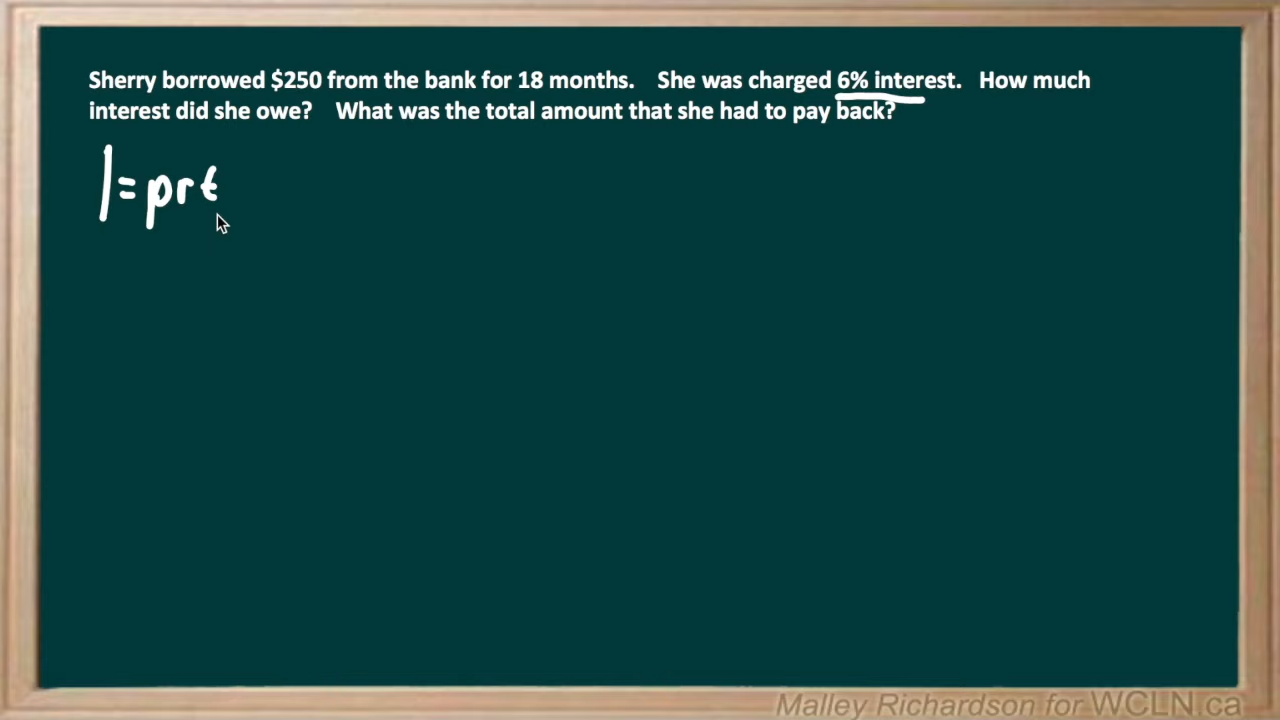 Sherry borrowed $250 from the bank for 18 months. She was charged 6% interest. How much
interest did she owe? What was the total amount that she had to pay back?
I=prt
Malley Richardson for WCLN.ca